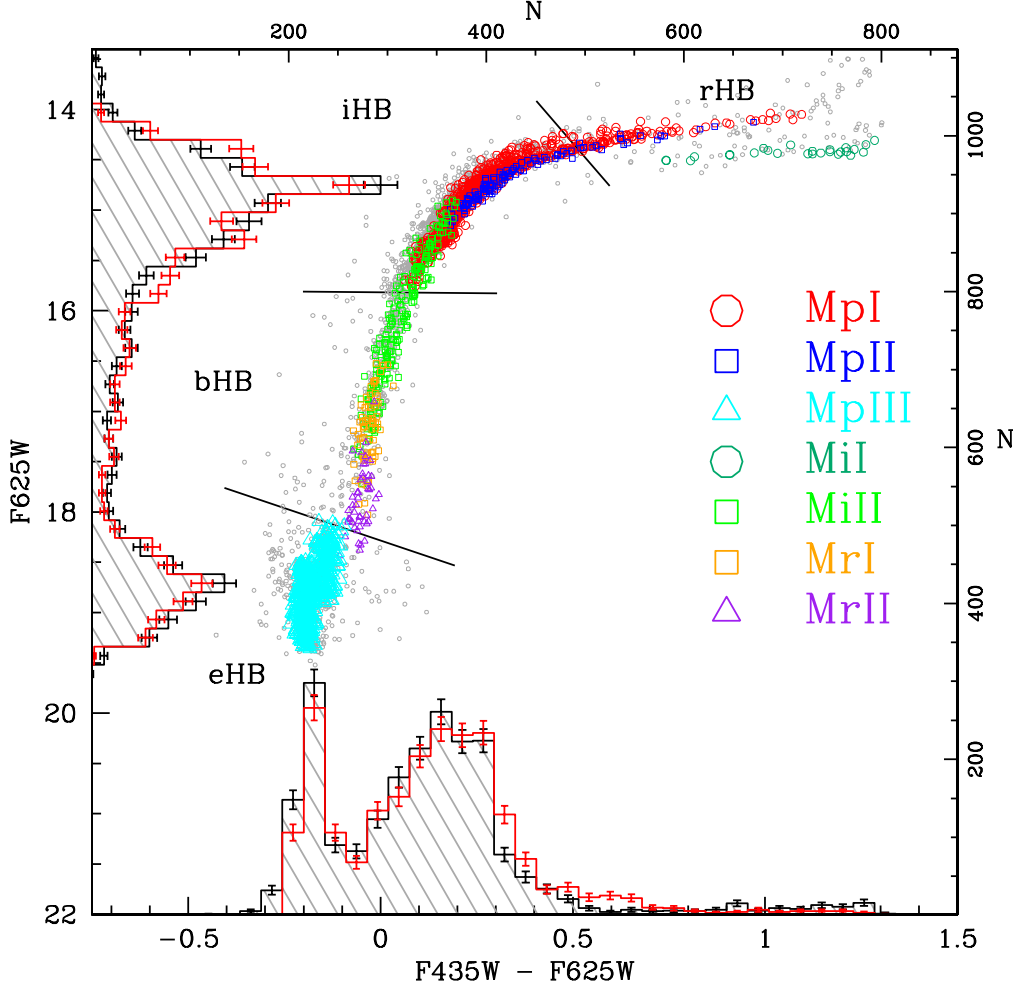 N
200 400 600 800
14
16
18
20
22
F625W
iHB
rHB
bHB
eHB
MpI
MpII
MpIII
MiI
MiII
MrI
MrII
1000
800
600
400
200
N
−0.5 0 0.5 1 1.5
F435W − F625W